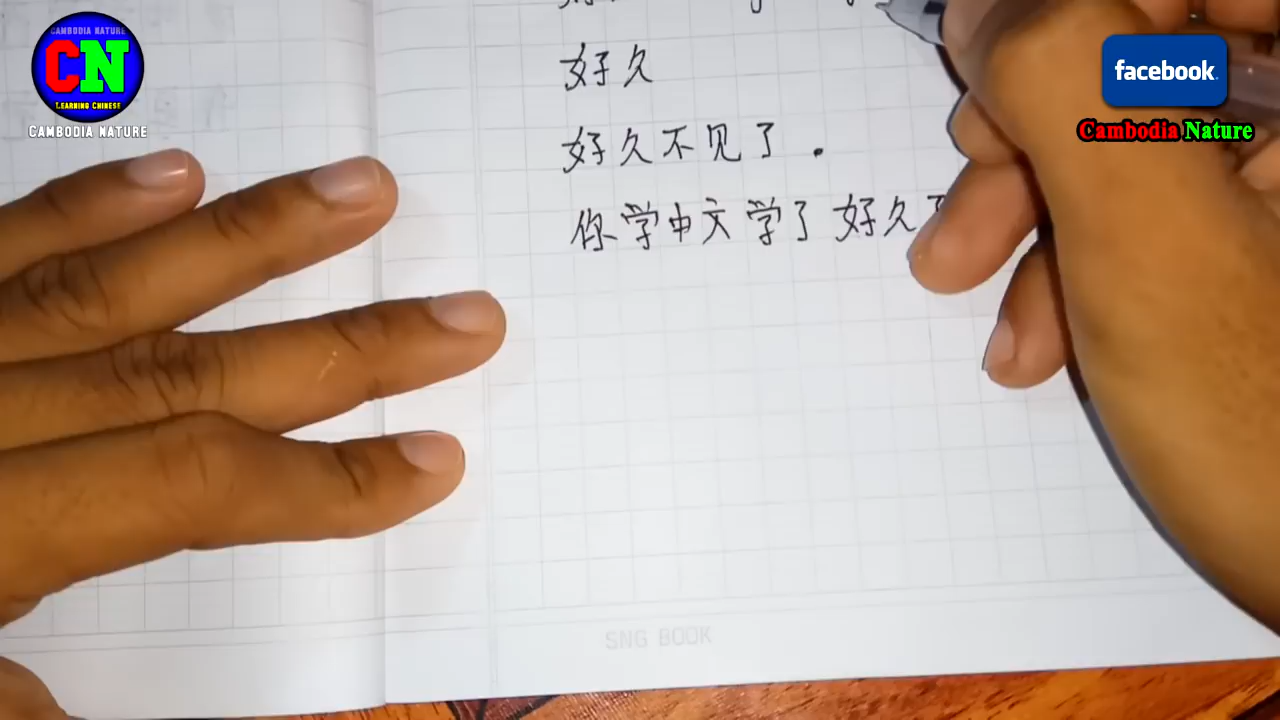 CAMBODIA NATURE
CN
Learning Chinese
CAMBODIA NATURE
facebook
Cambodia Nature
好久
好久不见了.
你学中文学了好久
SNG BOOK